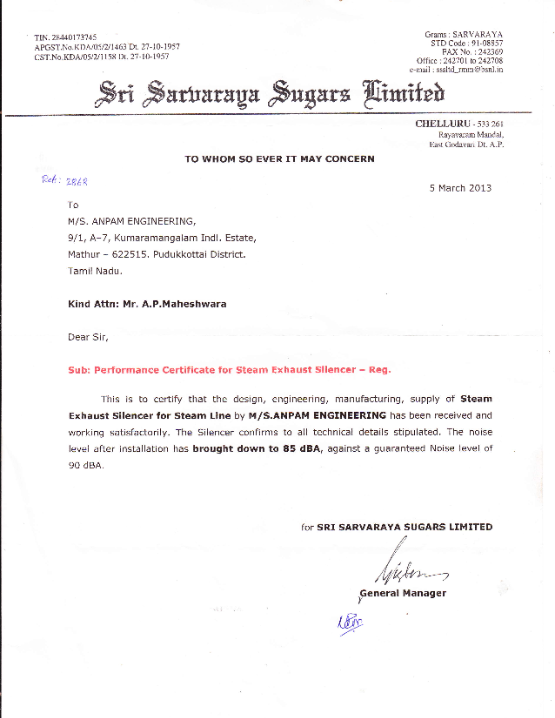 TIN. 28440173745
APGST.No.KDA/05/2/1463 Dt. 27-10-1957
CST.No.KDA/05/2/1158 Dt. 27-10-1957
Grams : SARVARAYA
STD Code : 91-08857
FAX No. : 242369
Office : 242701 to 242708
e-mail : ssltd_rmm@bsnl.in
Sri Sarvaraya Sugars Limited
CHELLURU - 533 261
Rayavaram Mandal,
East Godavari. Dt. A.P.
TO WHOM SO EVER IT MAY CONCERN
Ref: 2868
5 March 2013
To
M/S. ANPAM ENGINEERING,
9/1, A–7, Kumaramangalam Indl. Estate,
Mathur – 622515. Pudukkottai District.
Tamil Nadu.
Kind Attn: Mr. A.P.Maheshwara
Dear Sir,
Sub: Performance Certificate for Steam Exhaust Silencer – Reg.
This is to certify that the design, engineering, manufacturing, supply of Steam
Exhaust Silencer for Steam Line by M/S.ANPAM ENGINEERING has been received and
working satisfactorily. The Silencer confirms to all technical details stipulated. The noise
level after installation has brought down to 85 dBA, against a guaranteed Noise level of
90 dBA.
for SRI SARVARAYA SUGARS LIMITED
General Manager